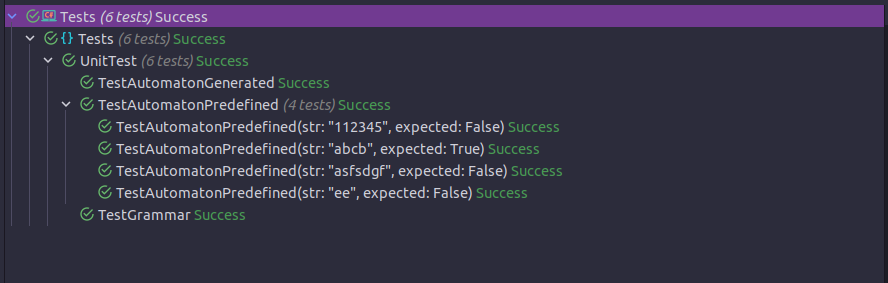 C# Tests (6 tests) Success
{} Tests (6 tests) Success
UnitTest (6 tests) Success
TestAutomatonGenerated Success
TestAutomatonPredefined (4 tests) Success
TestAutomatonPredefined(str: "112345", expected: False) Success
TestAutomatonPredefined(str: "abcb", expected: True) Success
TestAutomatonPredefined(str: "asfsdgf", expected: False) Success
TestAutomatonPredefined(str: "ee", expected: False) Success
TestGrammar Success